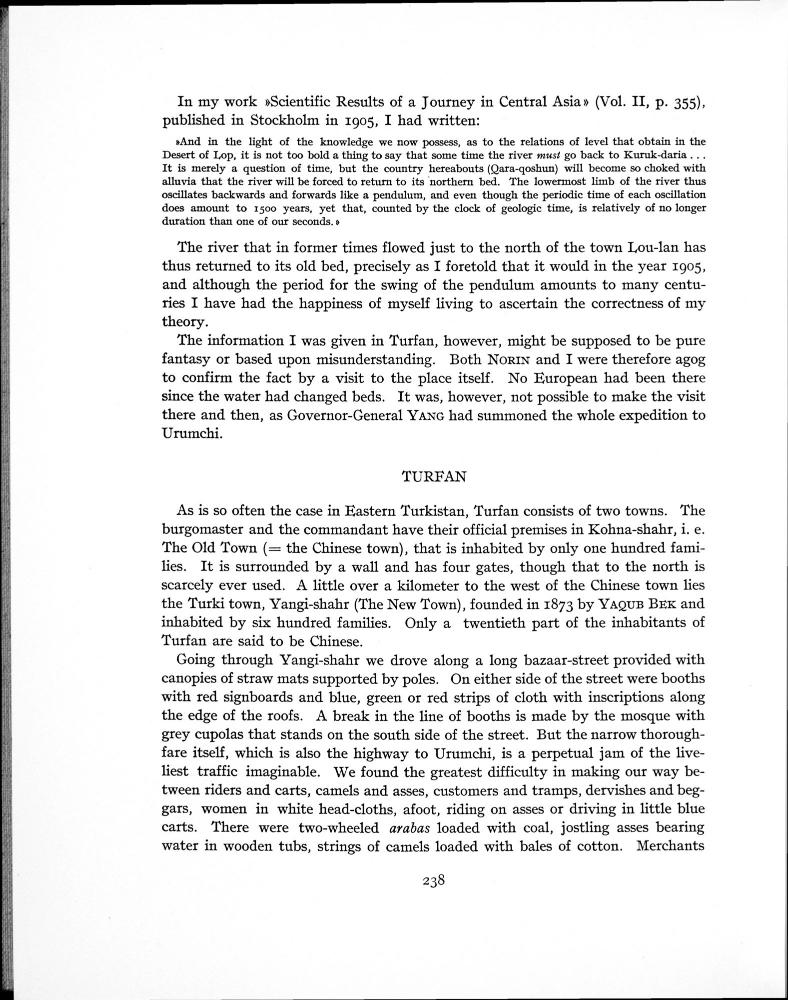 In my work »Scientific Results of a Journey in Central Asia» (Vol. II, p. 355),
published in Stockholm in 1905, I had written:
»And in the light of the knowledge we now possess, as to the relations of level that obtain in the
Desert of Lop, it is not too bold a thing to say that some time the river must go back to Kuruk-daria . . .
It is merely a question of time, but the country hereabouts (Qara-qoshun) will become so choked with
alluvia that the river will be forced to return to its northern bed. The lowermost limb of the river thus
oscillates backwards and forwards like a pendulum, and even though the periodic time of each oscillation
does amount to 1500 years, yet that, counted by the clock of geologic time, is relatively of no longer
duration than one of our seconds.»
The river that in former times flowed just to the north of the town Lou-lan has
thus returned to its old bed, precisely as I foretold that it would in the year 1905,
and although the period for the swing of the pendulum amounts to many centu-
ries I have had the happiness of myself living to ascertain the correctness of my
theory.
The information I was given in Turfan, however, might be supposed to be pure
fantasy or based upon misunderstanding. Both NORIN and I were therefore agog
to confirm the fact by a visit to the place itself. No European had been there
since the water had changed beds. It was, however, not possible to make the visit
there and then, as Governor-General YANG had summoned the whole expedition to
Urumchi.
TURFAN
As is so often the case in Eastern Turkistan, Turfan consists of two towns. The
burgomaster and the commandant have their official premises in Kohna-shahr, i. e.
The Old Town (= the Chinese town), that is inhabited by only one hundred fami-
lies. It is surrounded by a wall and has four gates, though that to the north is
scarcely ever used. A little over a kilometer to the west of the Chinese town lies
the Turki town, Yangi-shahr (The New Town), founded in 1873 by YAQUB BEK and
inhabited by six hundred families. Only a twentieth part of the inhabitants of
Turfan are said to be Chinese.
Going through Yangi-shahr we drove along a long bazaar-street provided with
canopies of straw mats supported by poles. On either side of the street were booths
with red signboards and blue, green or red strips of cloth with inscriptions along
the edge of the roofs. A break in the line of booths is made by the mosque with
grey cupolas that stands on the south side of the street. But the narrow thorough-
fare itself, which is also the highway to Urumchi, is a perpetual jam of the live-
liest traffic imaginable. We found the greatest difficulty in making our way be-
tween riders and carts, camels and asses, customers and tramps, dervishes and beg-
gars, women in white head-cloths, afoot, riding on asses or driving in little blue
carts. There were two-wheeled arabas loaded with coal, jostling asses bearing
water in wooden tubs, strings of camels loaded with bales of cotton. Merchants
238